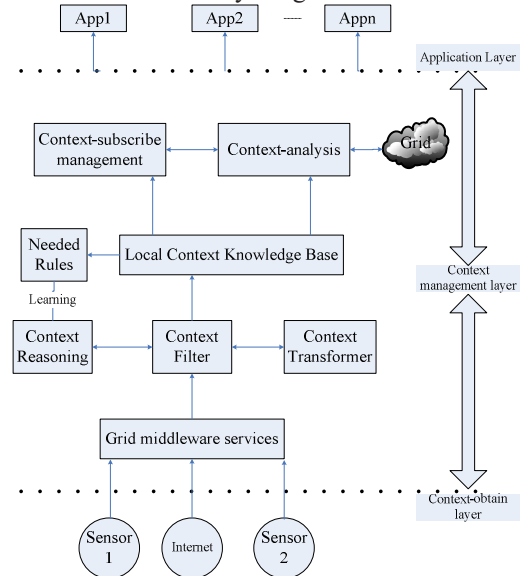 App1
App2
----
Appn
Application Layer
Context-subscribe
management
Context-analysis
Grid
Needed
Rules
Local Context Knowledge Base
Context
management layer
Learning
Context
Reasoning
Context
Filter
Context
Transformer
Grid middleware services
Context-obtain
layer
Sensor
1
Internet
Sensor
2